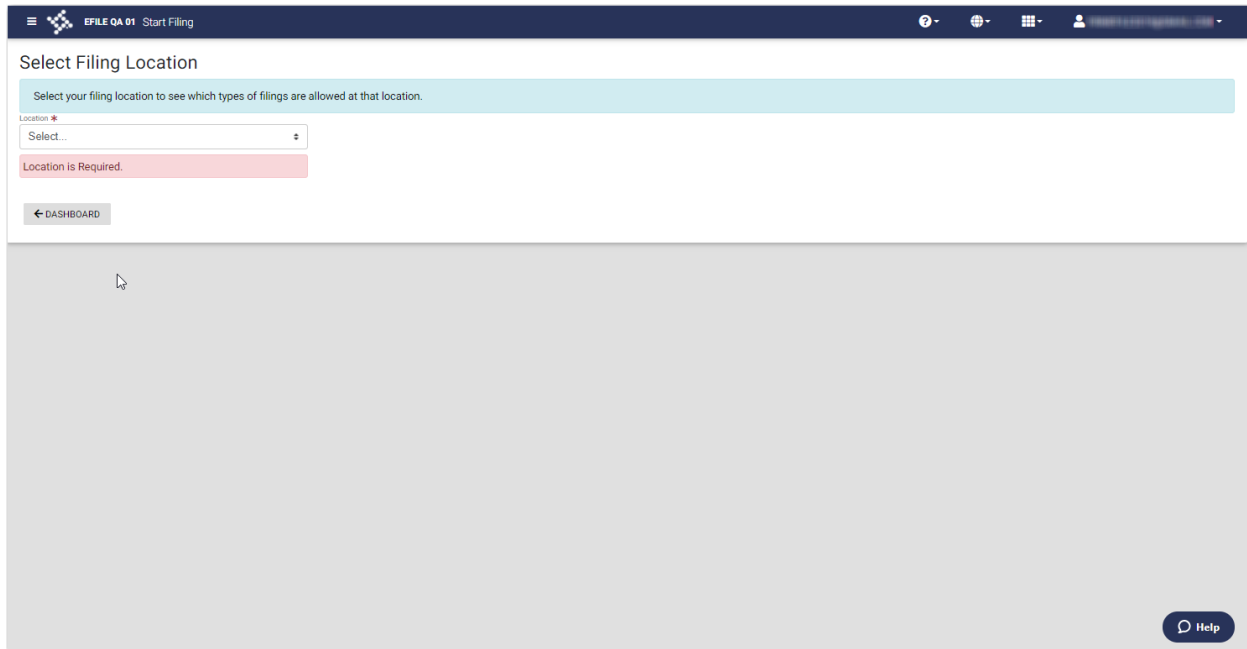 EFILE QA 01 Start Filing
Select Filing Location
Select your filing location to see which types of filings are allowed at that location.
Location *
Select...
Location is Required.
DASHBOARD
Help